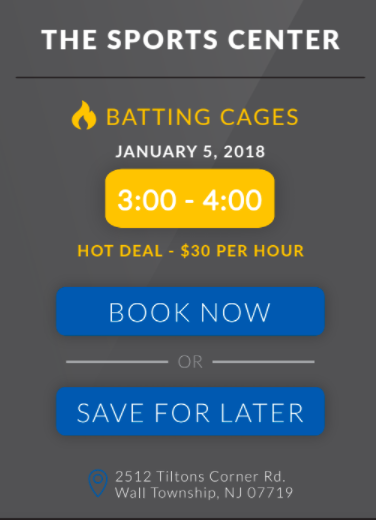 THE SPORTS CENTER
BATTING CAGES
JANUARY 5, 2018
3:00 - 4:00
HOT DEAL - $30 PER HOUR
BOOK NOW
OR
SAVE FOR LATER
2512 Tiltons Corner Rd.
Wall Township, NJ 07719